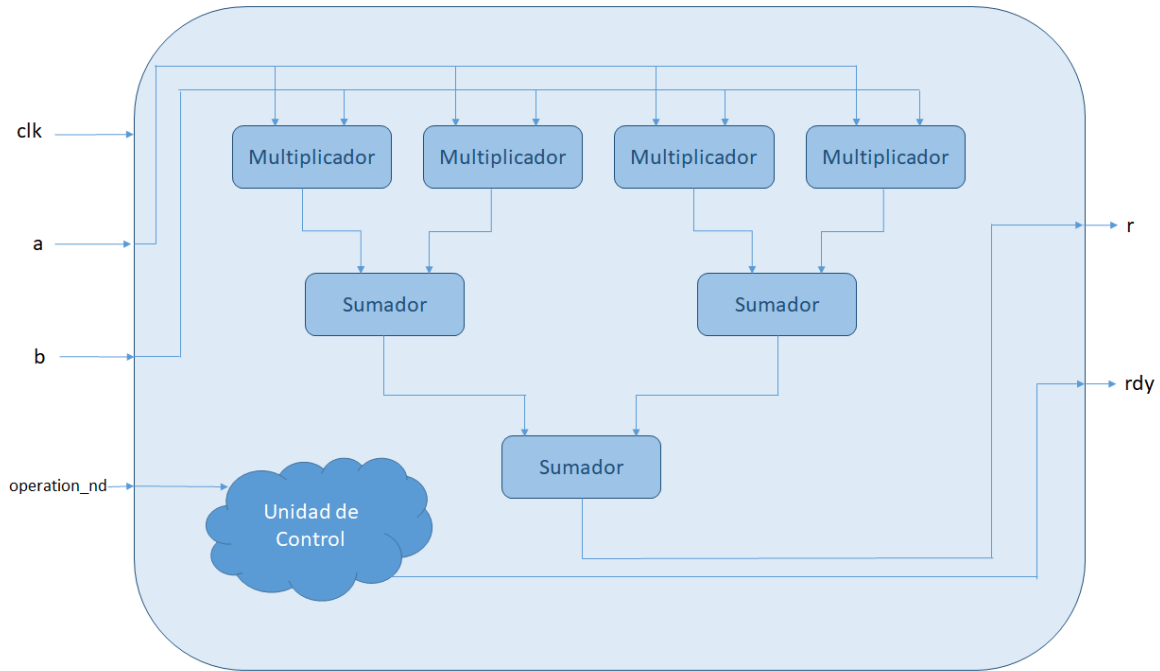 clk
Multiplicador
Multiplicador
Multiplicador
Multiplicador
a
r
Sumador
Sumador
b
rdy
Sumador
operation_nd
Unidad de
Control